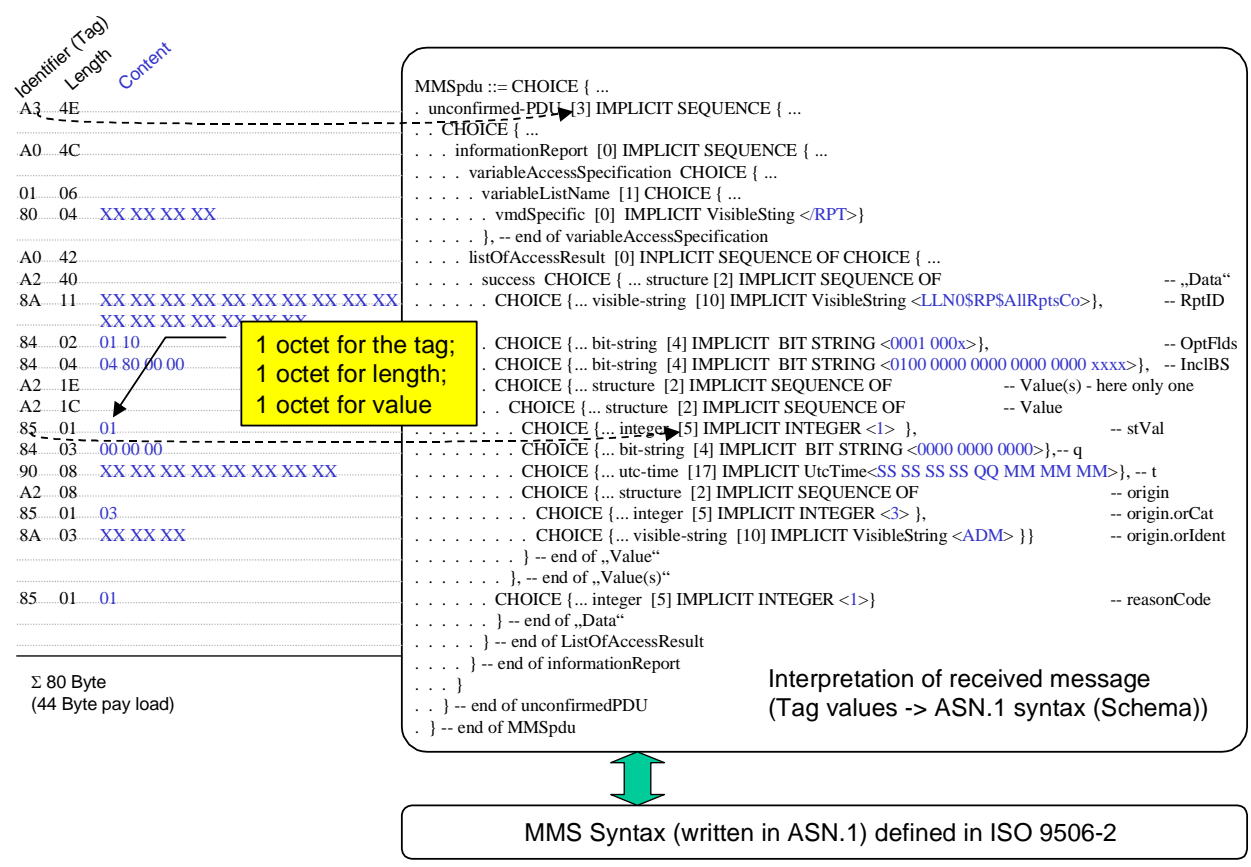 Identifier (Tag)
Length
Content
MMSpdu ::= CHOICE { ...
A3 4E . unconfirmed-PDU [3] IMPLICIT SEQUENCE { ...
. . CHOICE { ...
A0 4C . . . informationReport [0] IMPLICIT SEQUENCE { ...
. . . . variableAccessSpecification CHOICE { ...
01 06 . . . . . variableListName [1] CHOICE { ...
80 04 XX XX XX XX . . . . . . vmdSpecific [0] IMPLICIT VisibleSting </RPT>}
. . . . . }, -- end of variableAccessSpecification
A0 42 . . . . listOfAccessResult [0] INPLICIT SEQUENCE OF CHOICE { ...
A2 40 . . . . . success CHOICE { ... structure [2] IMPLICIT SEQUENCE OF -- „Data“
8A 11 XX XX XX XX XX XX XX XX XX XX . . . . . . CHOICE {... visible-string [10] IMPLICIT VisibleString <LLN0$RP$AllRptsCo>}, -- RptID
XX XX XX XX XX XX XX
84 02 01 10 . CHOICE {... bit-string [4] IMPLICIT BIT STRING <0001 000x>}, -- OptFlds
84 04 04 80 00 00 . CHOICE {... bit-string [4] IMPLICIT BIT STRING <0100 0000 0000 0000 0000 xxxx>}, -- InclBS
A2 1E . CHOICE {... structure [2] IMPLICIT SEQUENCE OF -- Value(s) - here only one
A2 1C . . CHOICE {... structure [2] IMPLICIT SEQUENCE OF -- Value
85 01 01 . . . . . . . . CHOICE {... integer [5] IMPLICIT INTEGER <1> }, -- stVal
84 03 00 00 00 . . . . . . . . CHOICE {... bit-string [4] IMPLICIT BIT STRING <0000 0000 0000>},-- q
90 08 XX XX XX XX XX XX XX XX . . . . . . . . CHOICE {... utc-time [17] IMPLICIT UtcTime<SS SS SS SS QQ MM MM MM>}, -- t
A2 08 . . . . . . . . CHOICE {... structure [2] IMPLICIT SEQUENCE OF -- origin
85 01 03 . . . . . . . . . CHOICE {... integer [5] IMPLICIT INTEGER <3> }, -- origin.orCat
8A 03 XX XX XX . . . . . . . . . CHOICE {... visible-string [10] IMPLICIT VisibleString <ADM> }} -- origin.orIdent
. . . . . . . . } -- end of „Value“
. . . . . . . }, -- end of „Value(s)“
85 01 01 . . . . . . CHOICE {... integer [5] IMPLICIT INTEGER <1>} -- reasonCode
. . . . . . } -- end of „Data“
. . . . . } -- end of ListOfAccessResult
. . . . } -- end of informationReport
. . . }
. . } -- end of unconfirmedPDU
. } -- end of MMSpdu
1 octet for the tag;
1 octet for length;
1 octet for value
Σ 80 Byte
(44 Byte pay load)
Interpretation of received message
(Tag values -> ASN.1 syntax (Schema))
MMS Syntax (written in ASN.1) defined in ISO 9506-2